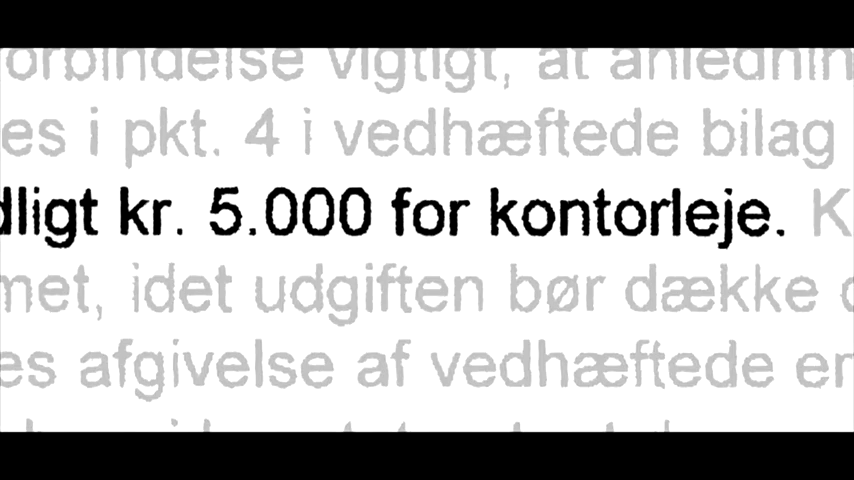 orbindelse vigtigt, at anlednin
es i pkt. 4 i vedhæftede bilag
dligt kr. 5.000 for kontorleje. K
met, idet udgiften bør dække
es afgivelse af vedhæftede er